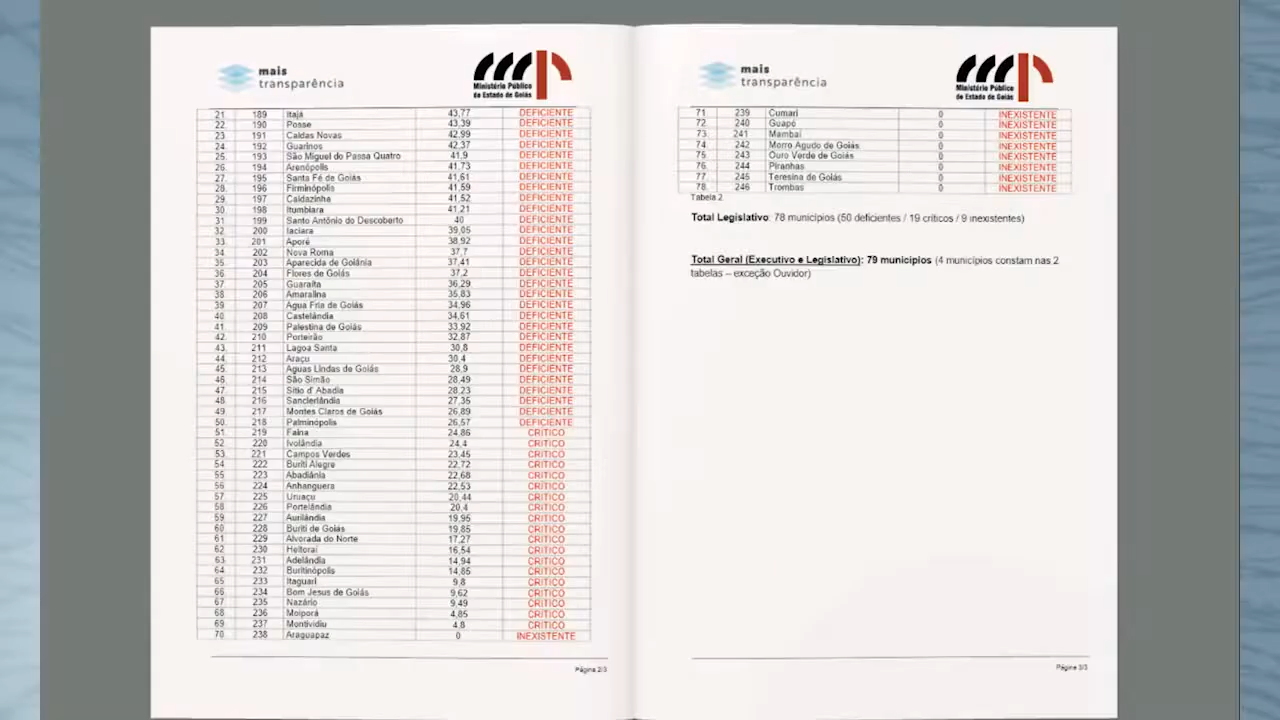 mais
transparência
Ministério Público
do Estado de Goiás
21. 189 Itajá 43,77 DEFICIENTE
22. 190 Posse 43,39 DEFICIENTE
23. 191 Caldas Novas 42,99 DEFICIENTE
24. 192 Guarinos 42,37 DEFICIENTE
25. 193 São Miguel do Passa Quatro 41,9 DEFICIENTE
26. 194 Arenópolis 41,73 DEFICIENTE
27. 195 Santa Fé de Goiás 41,61 DEFICIENTE
28. 196 Firminópolis 41,59 DEFICIENTE
29. 197 Caldazinha 41,52 DEFICIENTE
30. 198 Itumbiara 41,21 DEFICIENTE
31. 199 Santo Antônio do Descoberto 40 DEFICIENTE
32. 200 Iaciara 39,05 DEFICIENTE
33. 201 Aporé 38,92 DEFICIENTE
34. 202 Nova Roma 37,7 DEFICIENTE
35. 203 Aparecida de Goiânia 37,41 DEFICIENTE
36. 204 Flores de Goiás 37,2 DEFICIENTE
37. 205 Guaraíta 36,29 DEFICIENTE
38. 206 Amaralina 35,83 DEFICIENTE
39. 207 Água Fria de Goiás 34,96 DEFICIENTE
40. 208 Castelândia 34,61 DEFICIENTE
41. 209 Palestina de Goiás 33,92 DEFICIENTE
42. 210 Porteirão 32,87 DEFICIENTE
43. 211 Lagoa Santa 30,8 DEFICIENTE
44. 212 Araçu 30,4 DEFICIENTE
45. 213 Águas Lindas de Goiás 28,9 DEFICIENTE
46. 214 São Simão 28,49 DEFICIENTE
47. 215 Sítio d' Abadia 28,23 DEFICIENTE
48. 216 Sanclerlândia 27,35 DEFICIENTE
49. 217 Montes Claros de Goiás 26,89 DEFICIENTE
50. 218 Palminópolis 26,57 DEFICIENTE
51. 219 Faina 24,86 CRÍTICO
52. 220 Ivolândia 24,4 CRÍTICO
53. 221 Campos Verdes 23,45 CRÍTICO
54. 222 Buriti Alegre 22,72 CRÍTICO
55. 223 Abadiânia 22,68 CRÍTICO
56. 224 Anhanguera 22,53 CRÍTICO
57. 225 Uruaçu 20,44 CRÍTICO
58. 226 Portelândia 20,4 CRÍTICO
59. 227 Aurilândia 19,95 CRÍTICO
60. 228 Buriti de Goiás 19,85 CRÍTICO
61. 229 Alvorada do Norte 17,27 CRÍTICO
62. 230 Heitoraí 16,54 CRÍTICO
63. 231 Adelândia 14,94 CRÍTICO
64. 232 Buritinópolis 14,85 CRÍTICO
65. 233 Itaguari 9,8 CRÍTICO
66. 234 Bom Jesus de Goiás 9,62 CRÍTICO
67. 235 Nazário 9,49 CRÍTICO
68. 236 Moiporá 4,85 CRÍTICO
69. 237 Montividiu 4,8 CRÍTICO
70. 238 Araguapaz 0 INEXISTENTE
Página 2/3
mais
transparência
Ministério Público
do Estado de Goiás
71. 239 Cumari 0 INEXISTENTE
72. 240 Guapó 0 INEXISTENTE
73. 241 Mambaí 0 INEXISTENTE
74. 242 Morro Agudo de Goiás 0 INEXISTENTE
75. 243 Ouro Verde de Goiás 0 INEXISTENTE
76. 244 Piranhas 0 INEXISTENTE
77. 245 Teresina de Goiás 0 INEXISTENTE
78. 246 Trombas 0 INEXISTENTE
Tabela 2
Total Legislativo: 78 municípios (50 deficientes / 19 críticos / 9 inexistentes)
Total Geral (Executivo e Legislativo): 79 municípios (4 municípios constam nas 2
tabelas – exceção Ouvidor)
Página 3/3